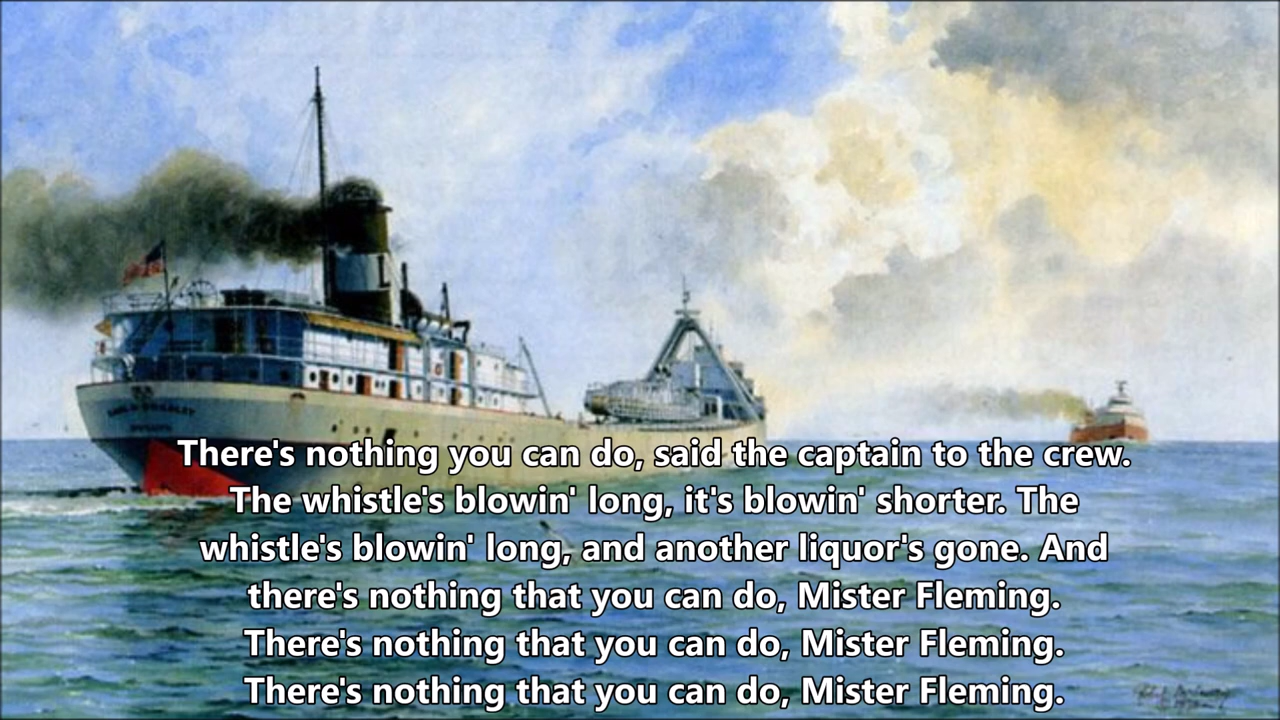 L
There's nothing you can do, said the captain to the crew.
The whistle's blowin' long, it's blowin' shorter. The
whistle's blowin' long, and another liquor's gone. And
there's nothing that you can do, Mister Fleming.
There's nothing that you can do, Mister Fleming.
There's nothing that you can do, Mister Fleming.